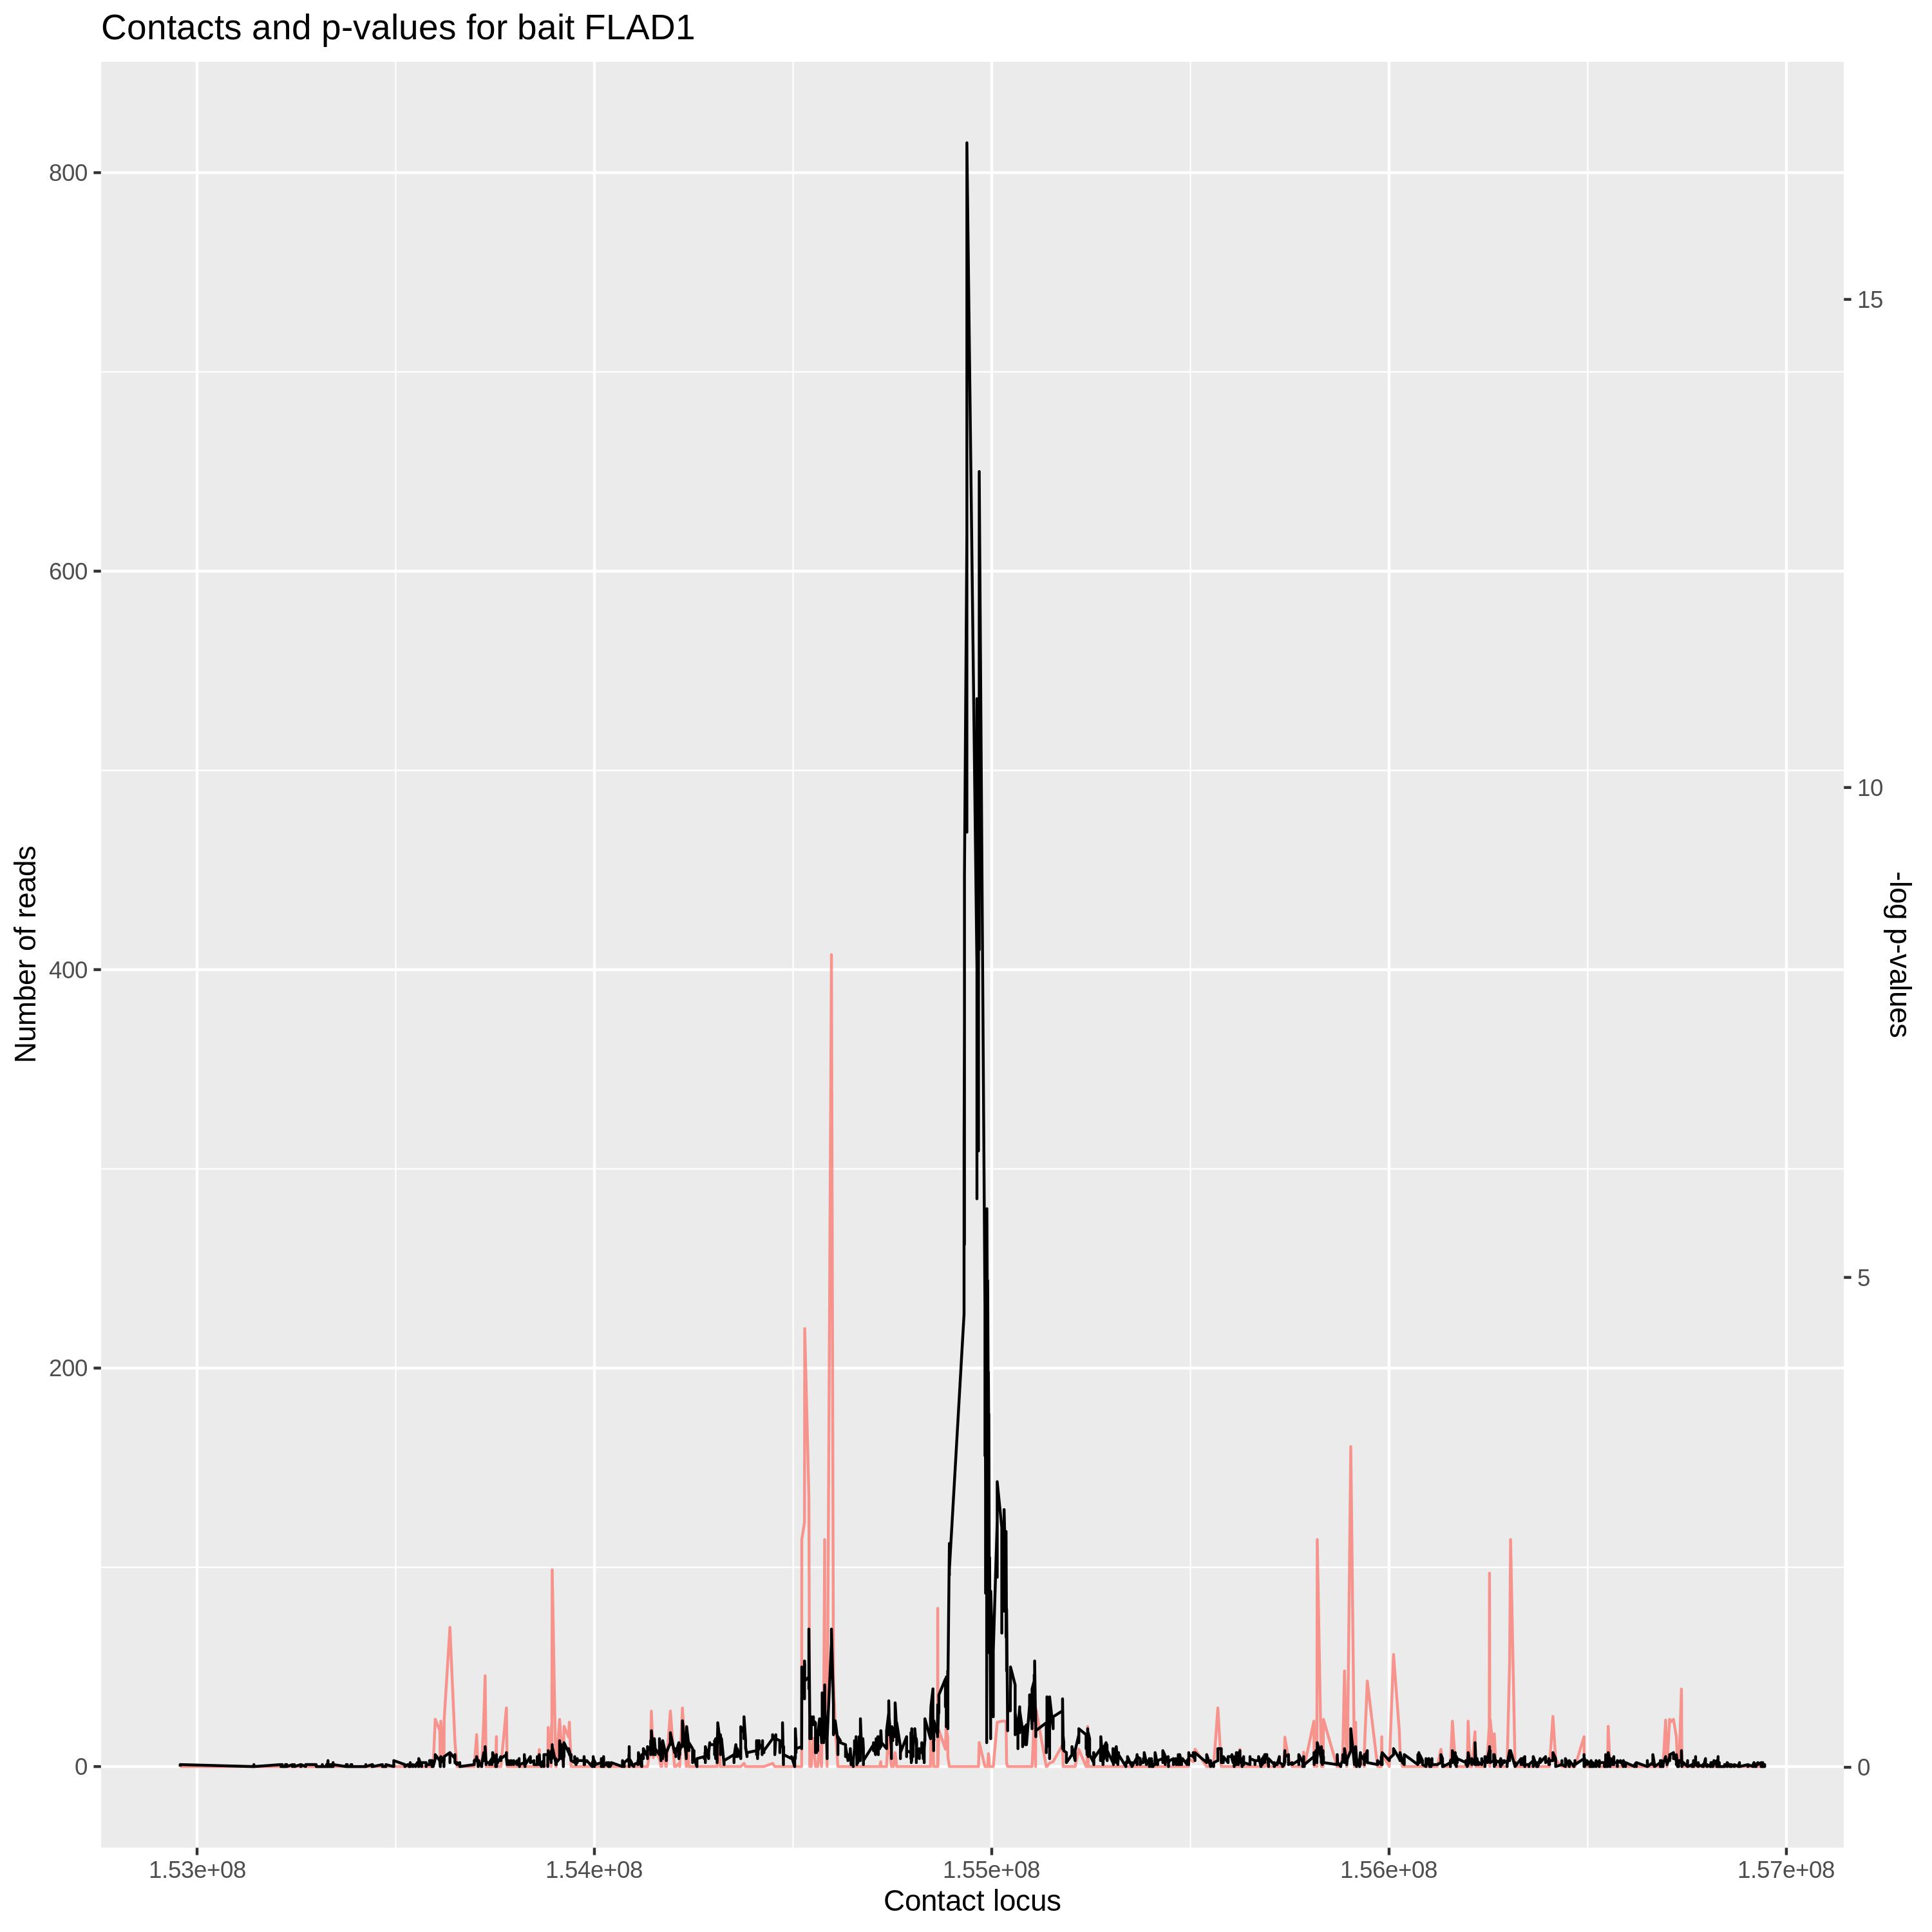 Contacts and p-values for bait FLAD1
800
600
400
200
0
Number of reads
15
10
5
0
-log p-values
1.53e+08
1.54e+08
1.55e+08
1.56e+08
1.57e+08
Contact locus